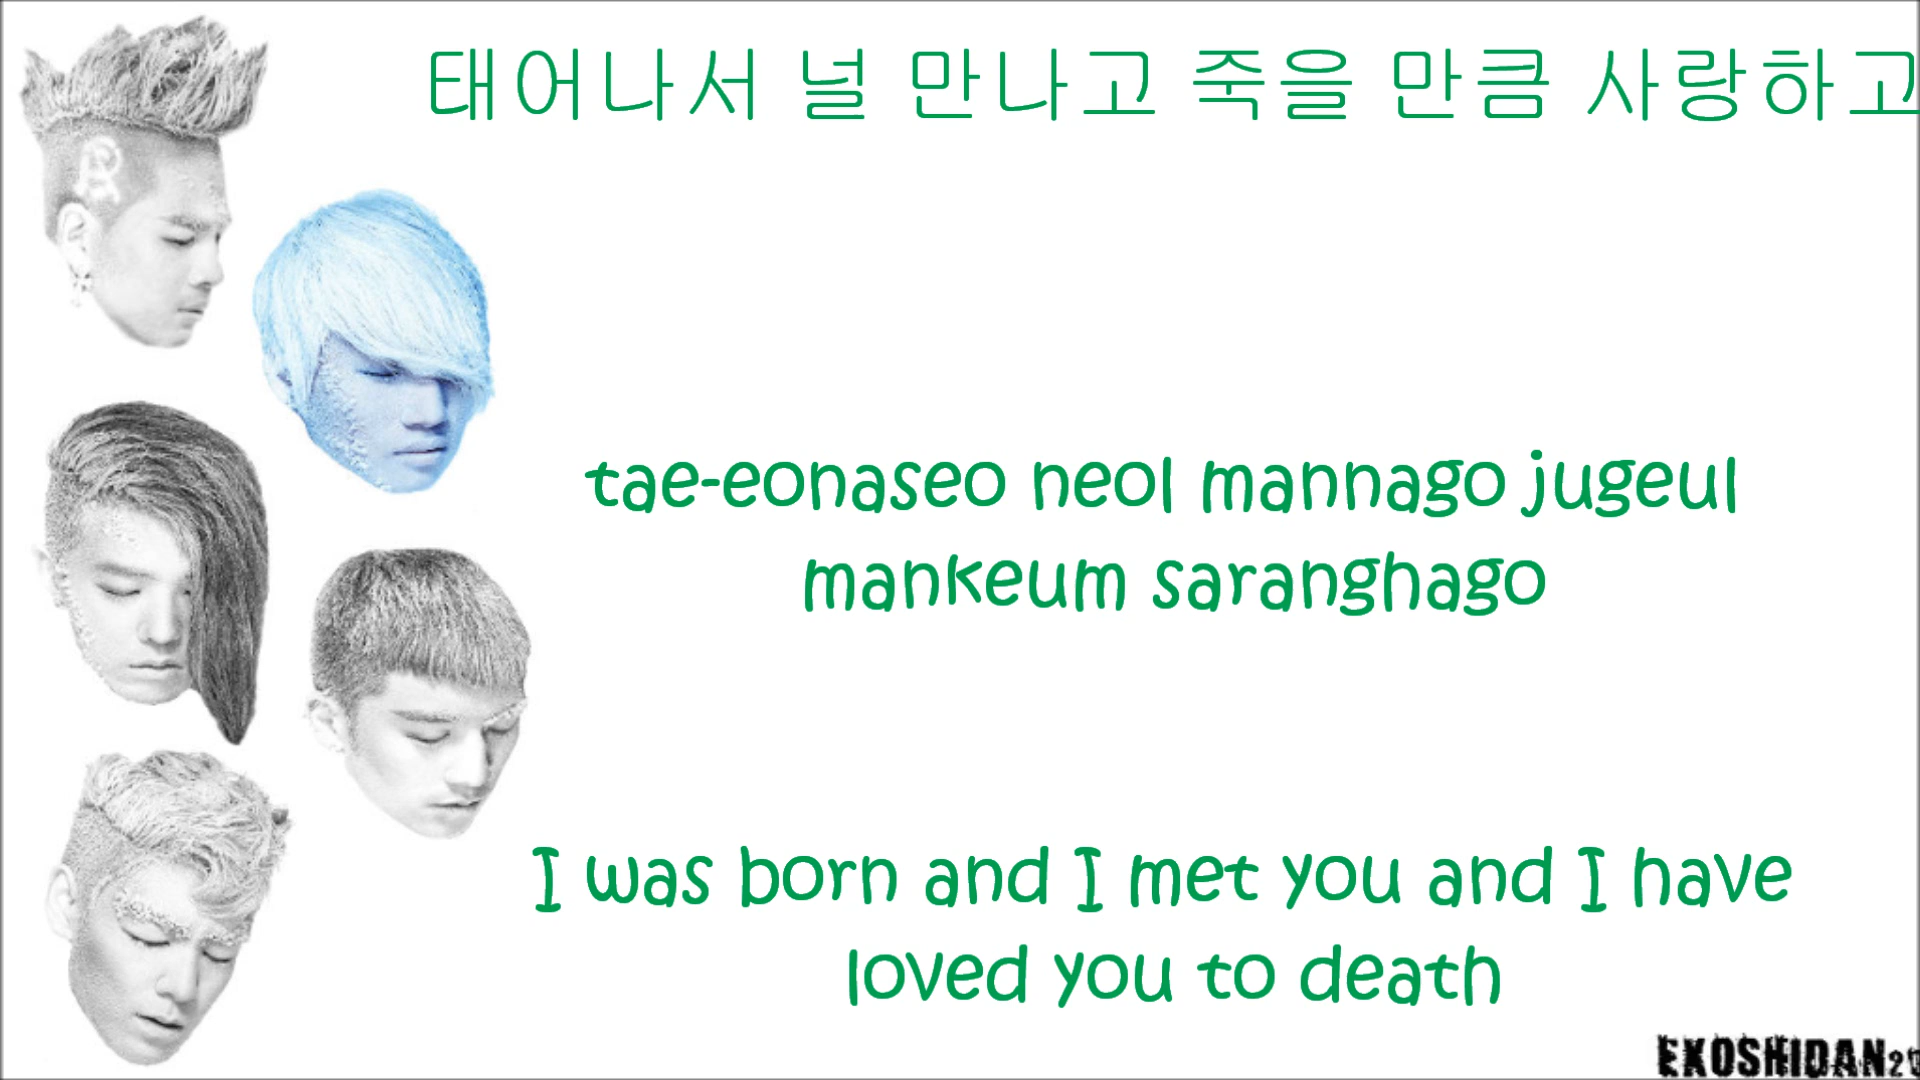 태어나서 널 만나고 죽을 만큼 사랑하고
tae-eonaseo neol mannago jugeul
mankeum saranghago
I was born and I met you and I have
loved you to death
EXOSHIDAN2